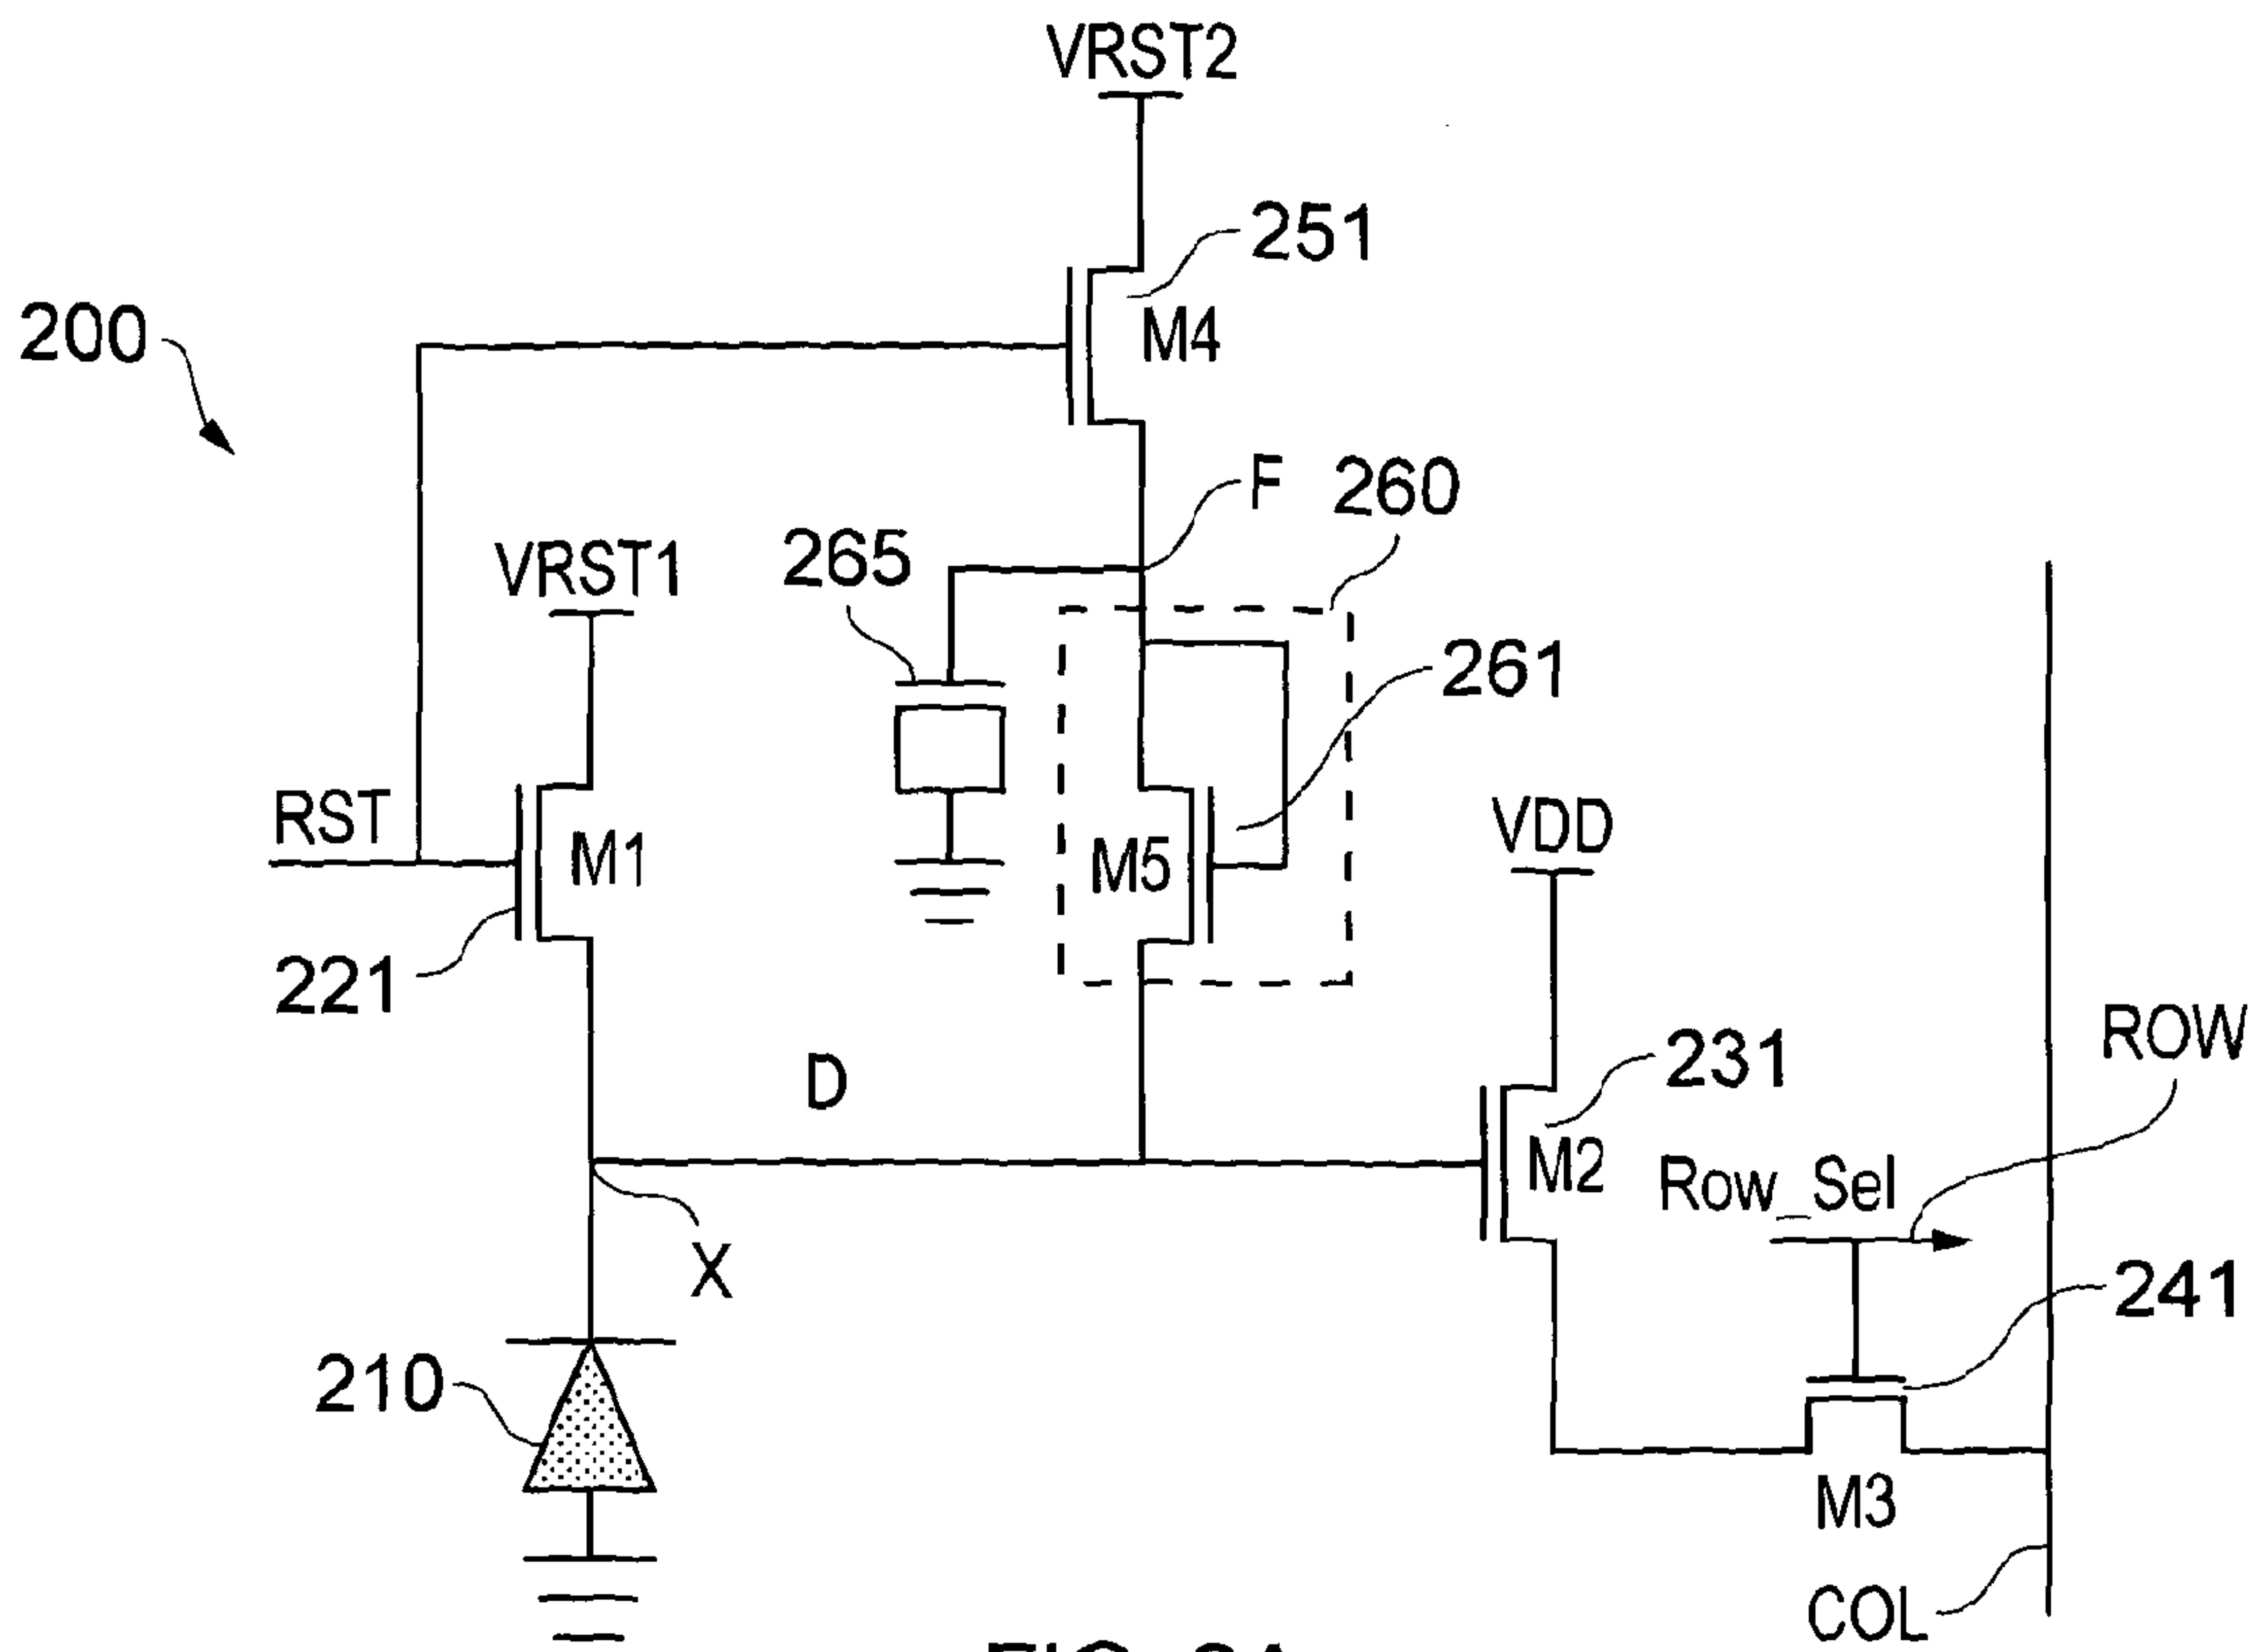 VRST2
251
M4
200
F
260
265
VRST1
261
RST
M1
M5
VDD
221
ROW
D
231
M2
Row_Sel
X
241
210
M3
COL